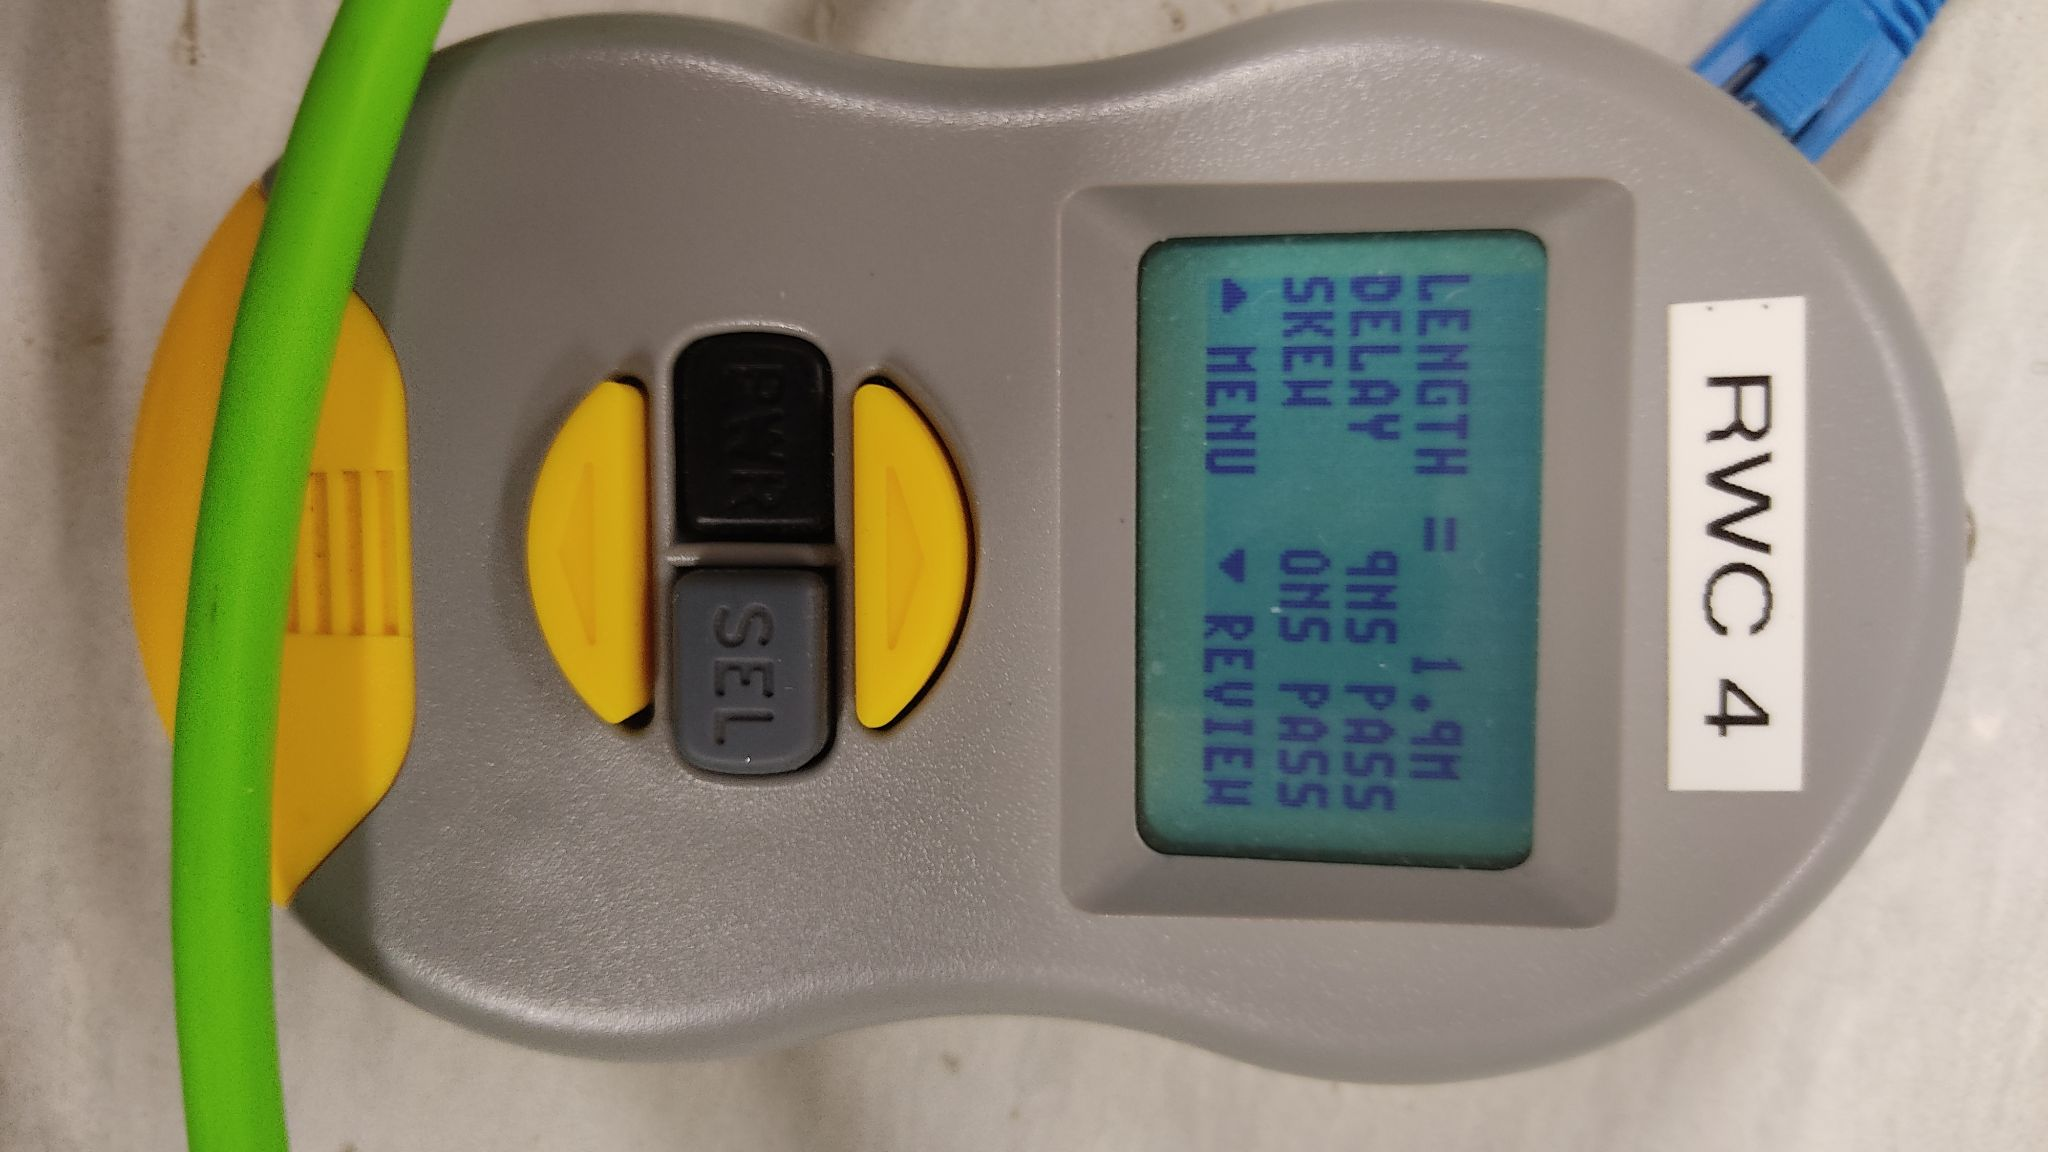 RWC 4
LENGTH = 1.9M
DELAY 9NS PASS
SKEW 0NS PASS
▲ MENU ▼ REVIEW
PWR SEL